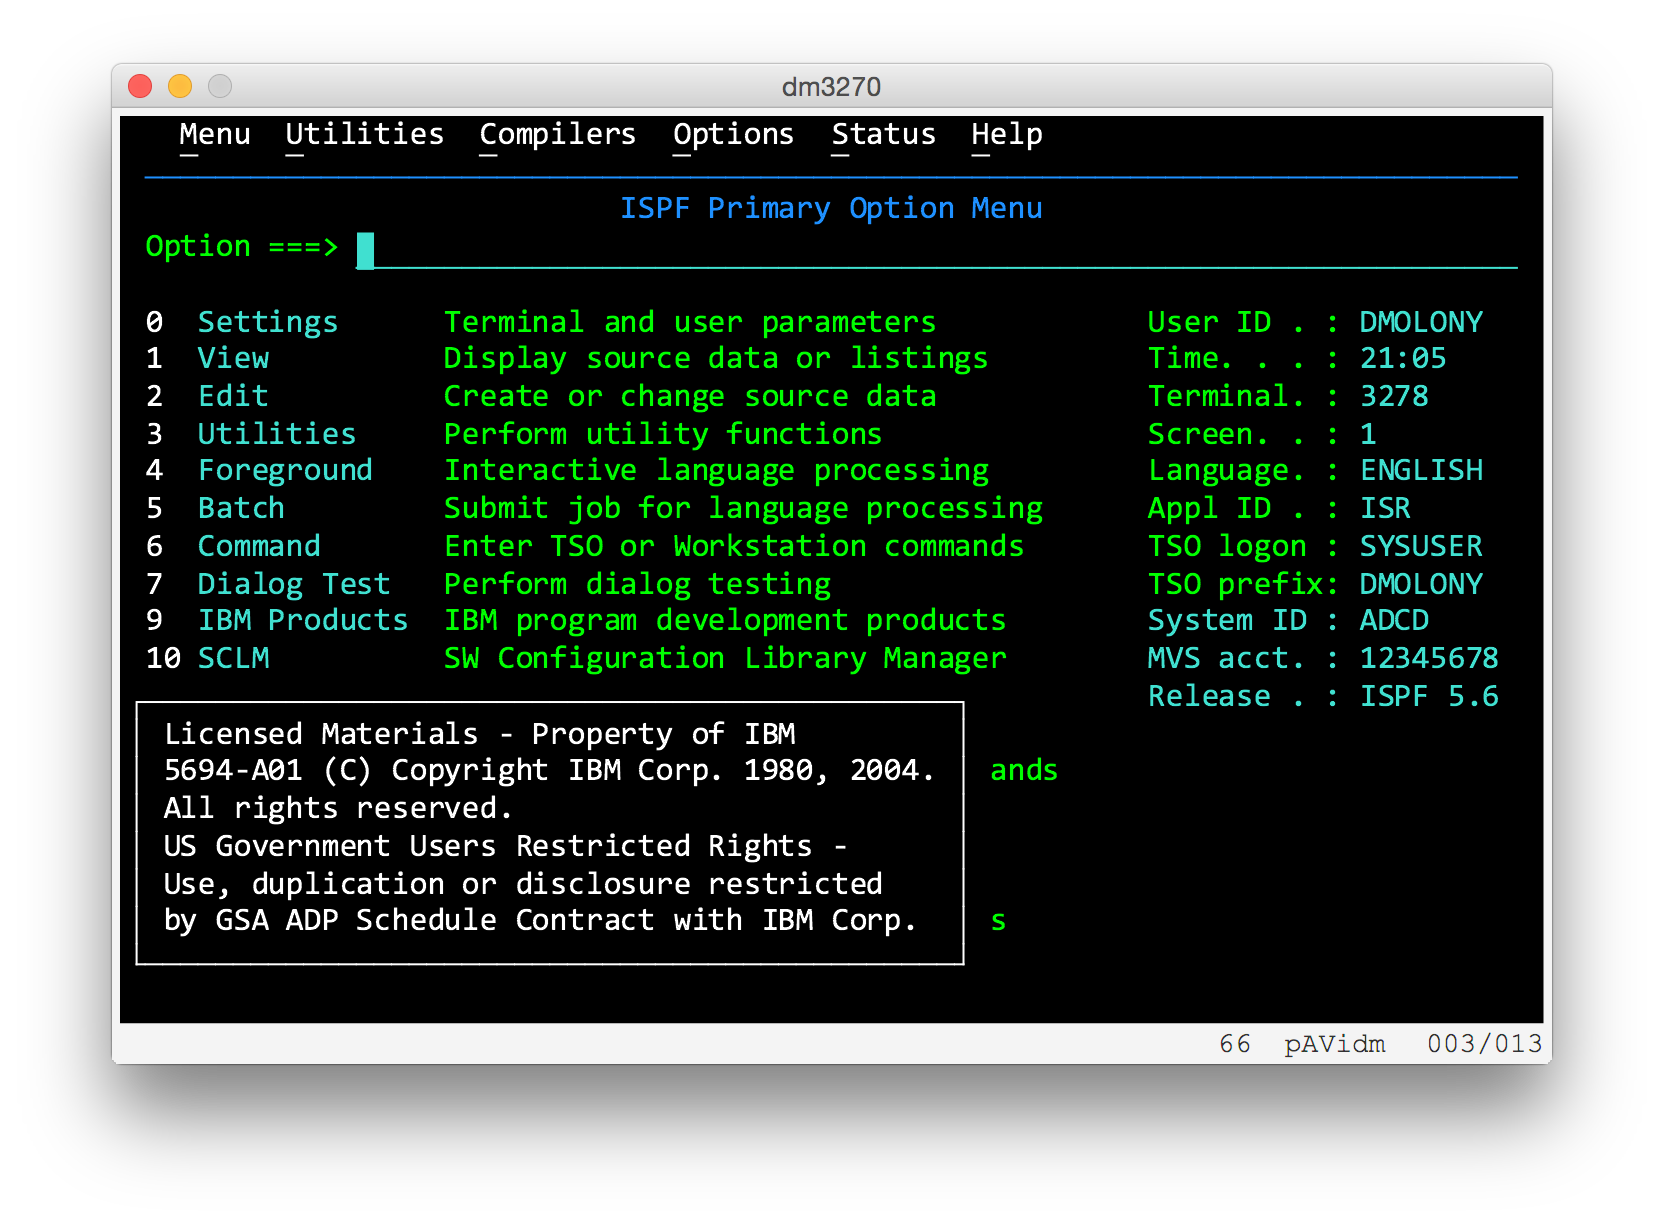 dm3270
Menu Utilities Compilers Options Status Help
ISPF Primary Option Menu
Option ===>
0 Settings Terminal and user parameters User ID . : DMOLONY
1 View Display source data or listings Time. . . : 21:05
2 Edit Create or change source data Terminal. : 3278
3 Utilities Perform utility functions Screen. . : 1
4 Foreground Interactive language processing Language. : ENGLISH
5 Batch Submit job for language processing Appl ID . : ISR
6 Command Enter TSO or Workstation commands TSO logon : SYSUSER
7 Dialog Test Perform dialog testing TSO prefix: DMOLONY
9 IBM Products IBM program development products System ID : ADCD
10 SCLM SW Configuration Library Manager MVS acct. : 12345678
Release . : ISPF 5.6
Licensed Materials - Property of IBM
5694-A01 (C) Copyright IBM Corp. 1980, 2004. ands
All rights reserved.
US Government Users Restricted Rights -
Use, duplication or disclosure restricted
by GSA ADP Schedule Contract with IBM Corp. s
66 pAVidm 003/013